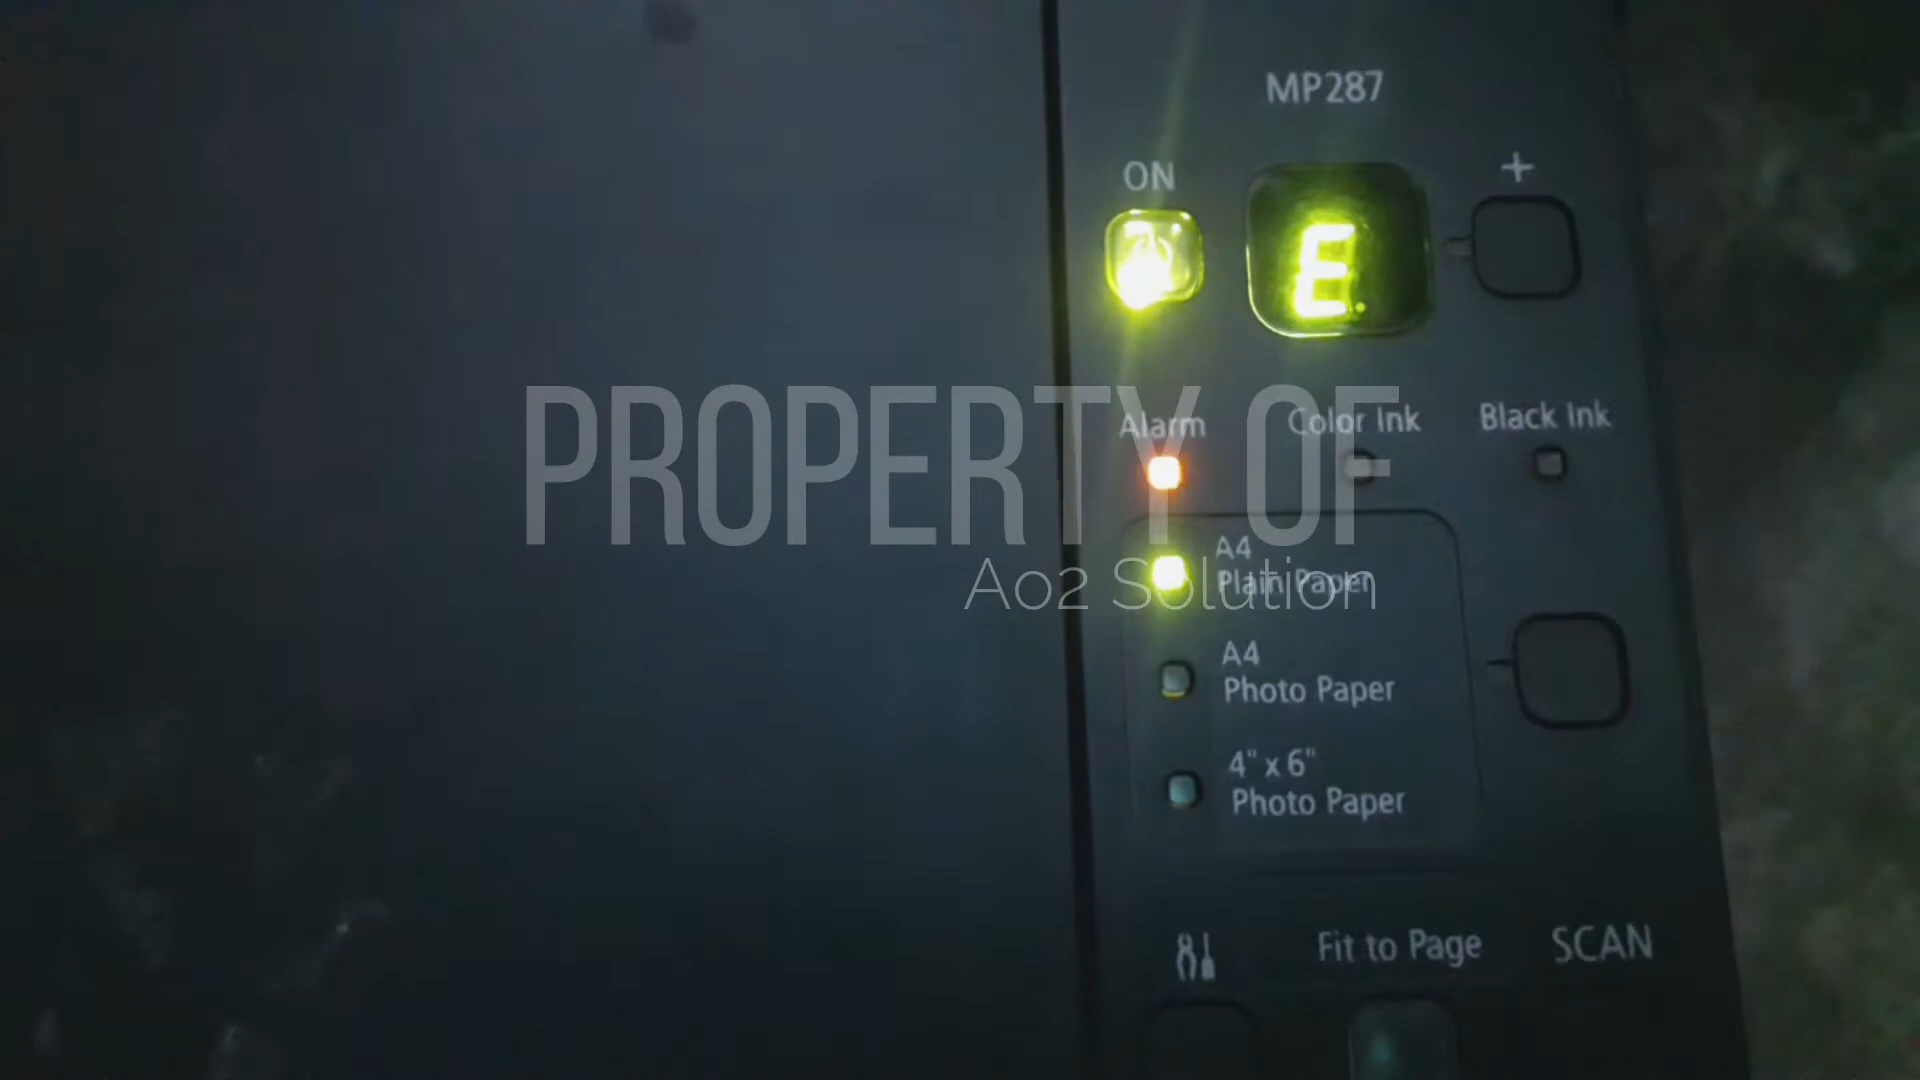 MP287
ON
E
+
Alarm
Color Ink
Black Ink
PROPERTY OF
Ao2 Solution
A4
Plain Paper
A4
Photo Paper
4" x 6"
Photo Paper
Fit to Page
SCAN